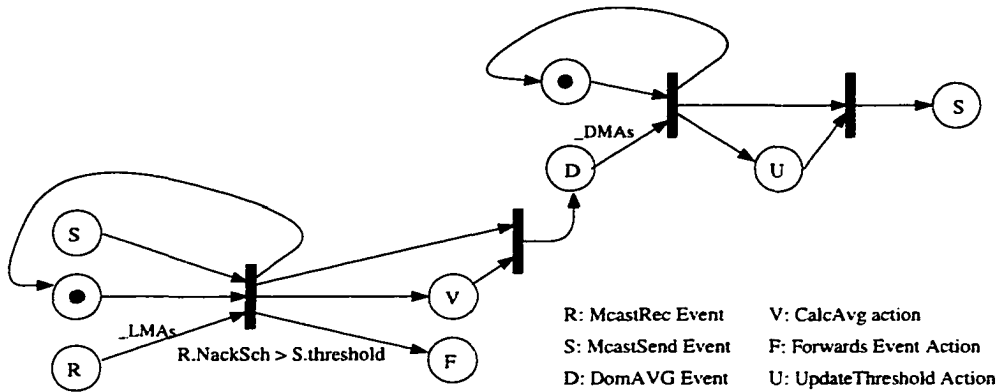 _DMAs
S
D
U
S
_LMAs
V
R
R.NackSch > S.threshold
F
R: McastRec Event
V: CalcAvg action
S: McastSend Event
F: Forwards Event Action
D: DomAVG Event
U: UpdateThreshold Action